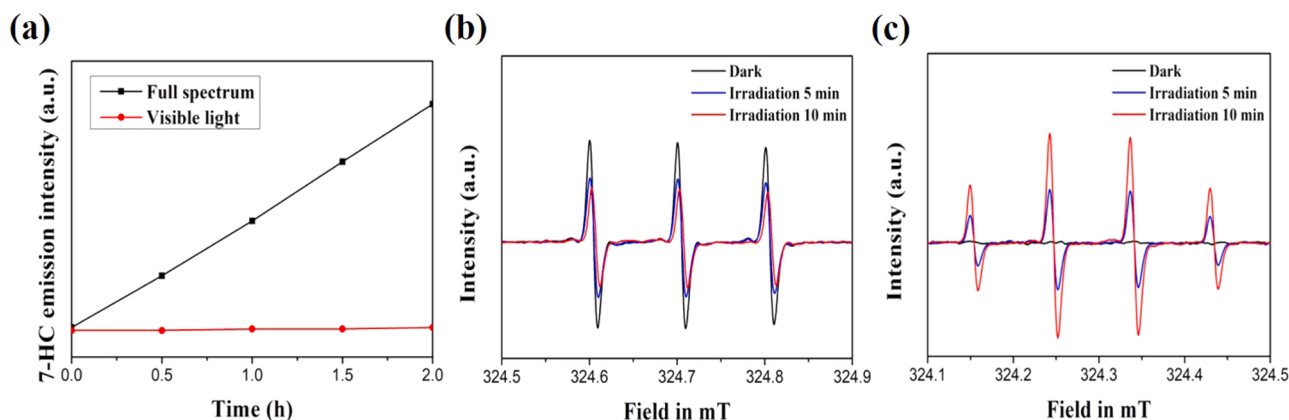 (a)
7-HC emission intensity (a.u.)
Full spectrum
Visible light
0.0 0.5 1.0 1.5 2.0
Time (h)
(b)
Intensity (a.u.)
Dark
Irradiation 5 min
Irradiation 10 min
324.5 324.6 324.7 324.8 324.9
Field in mT
(c)
Intensity (a.u.)
Dark
Irradiation 5 min
Irradiation 10 min
324.1 324.2 324.3 324.4 324.5
Field in mT